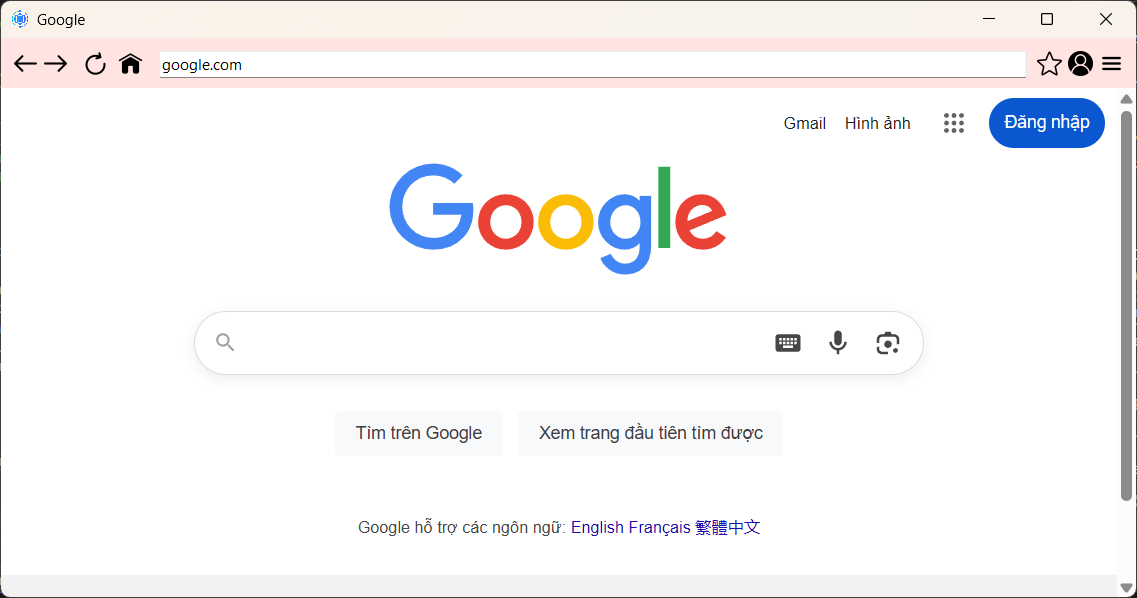 Google
google.com
Gmail Hình ảnh Đăng nhập
Google
Tìm trên Google Xem trang đầu tiên tìm được
Google hỗ trợ các ngôn ngữ: English Français 繁體中文